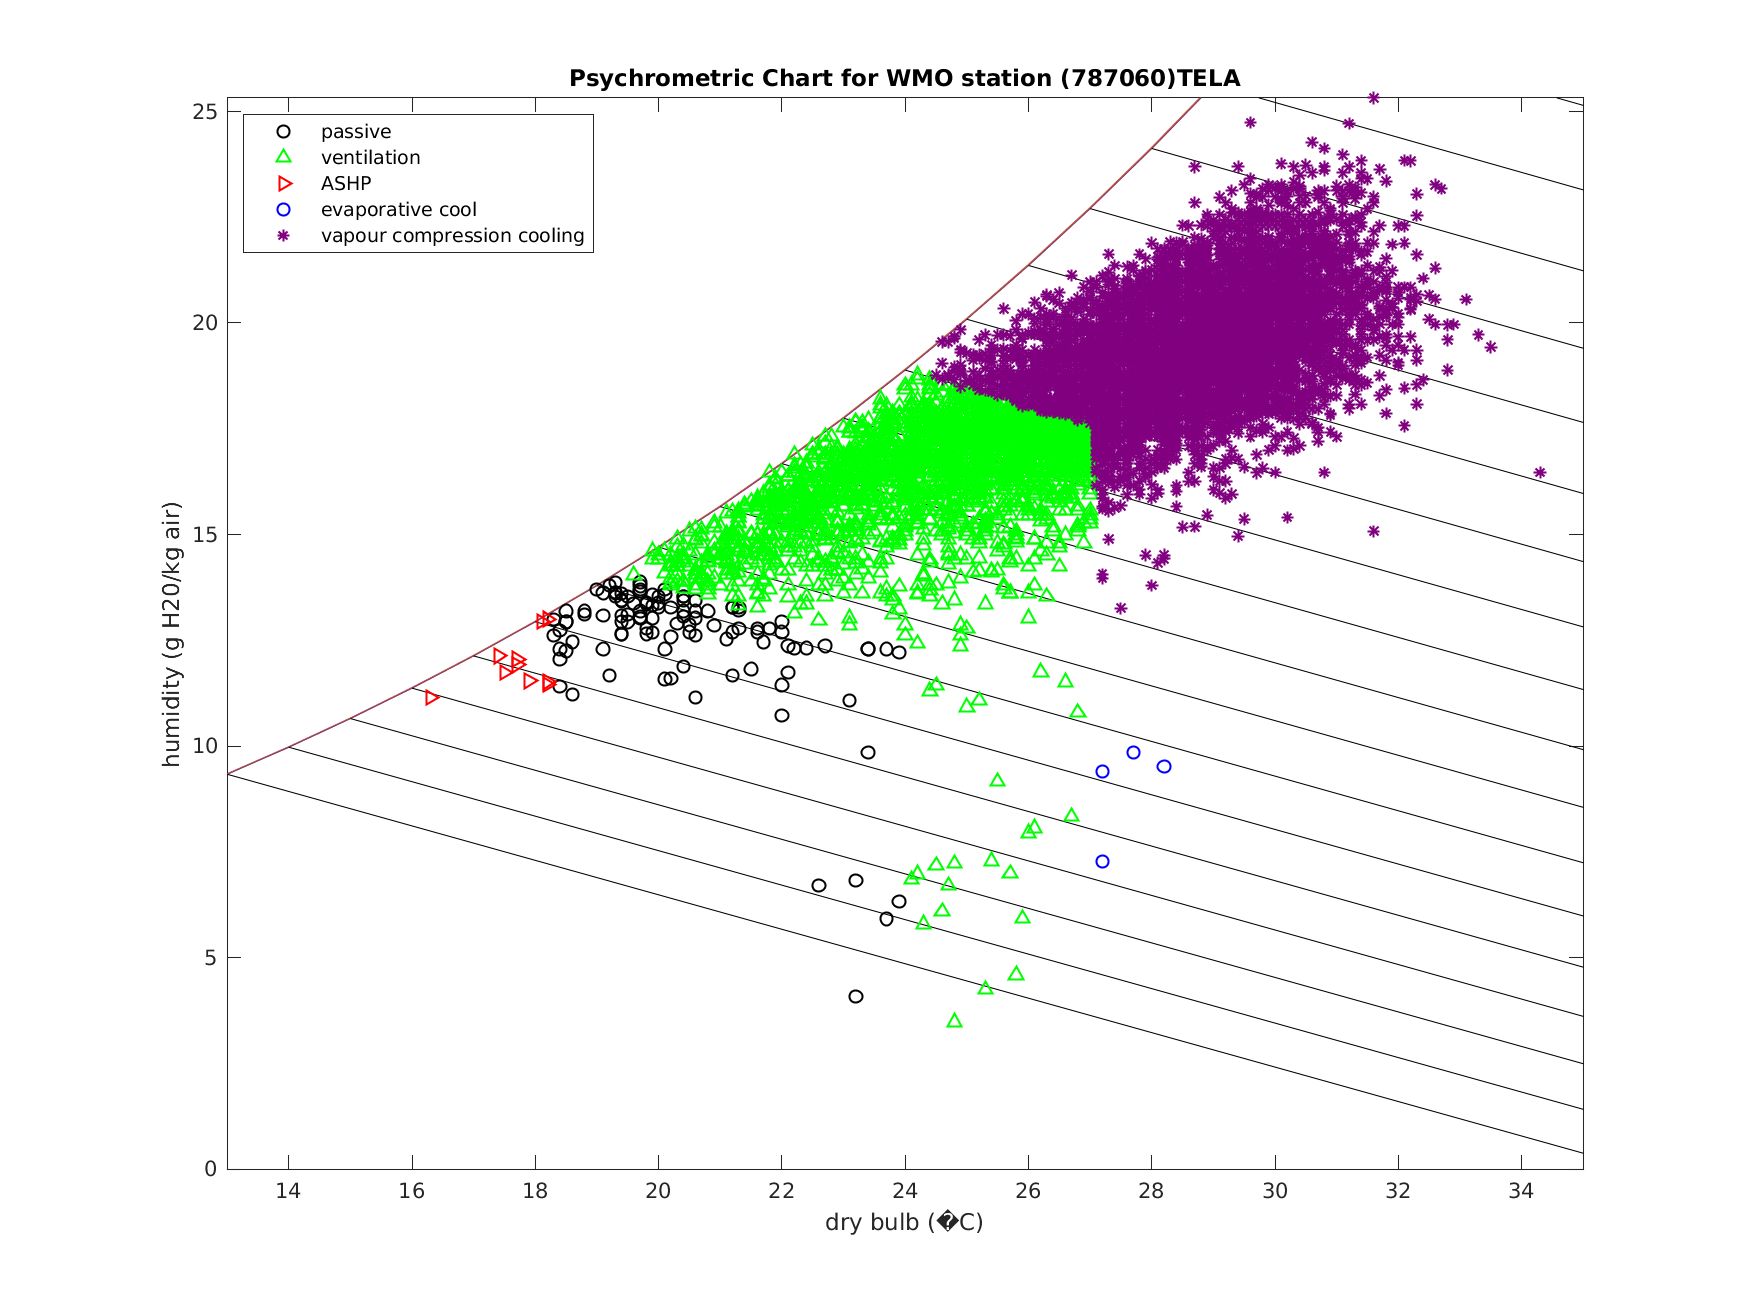 Psychrometric Chart for WMO station (787060)TELA
passive
ventilation
ASHP
evaporative cool
vapour compression cooling
humidity (g H20/kg air)
25
20
15
10
5
0
14 16 18 20 22 24 26 28 30 32 34
dry bulb (�C)